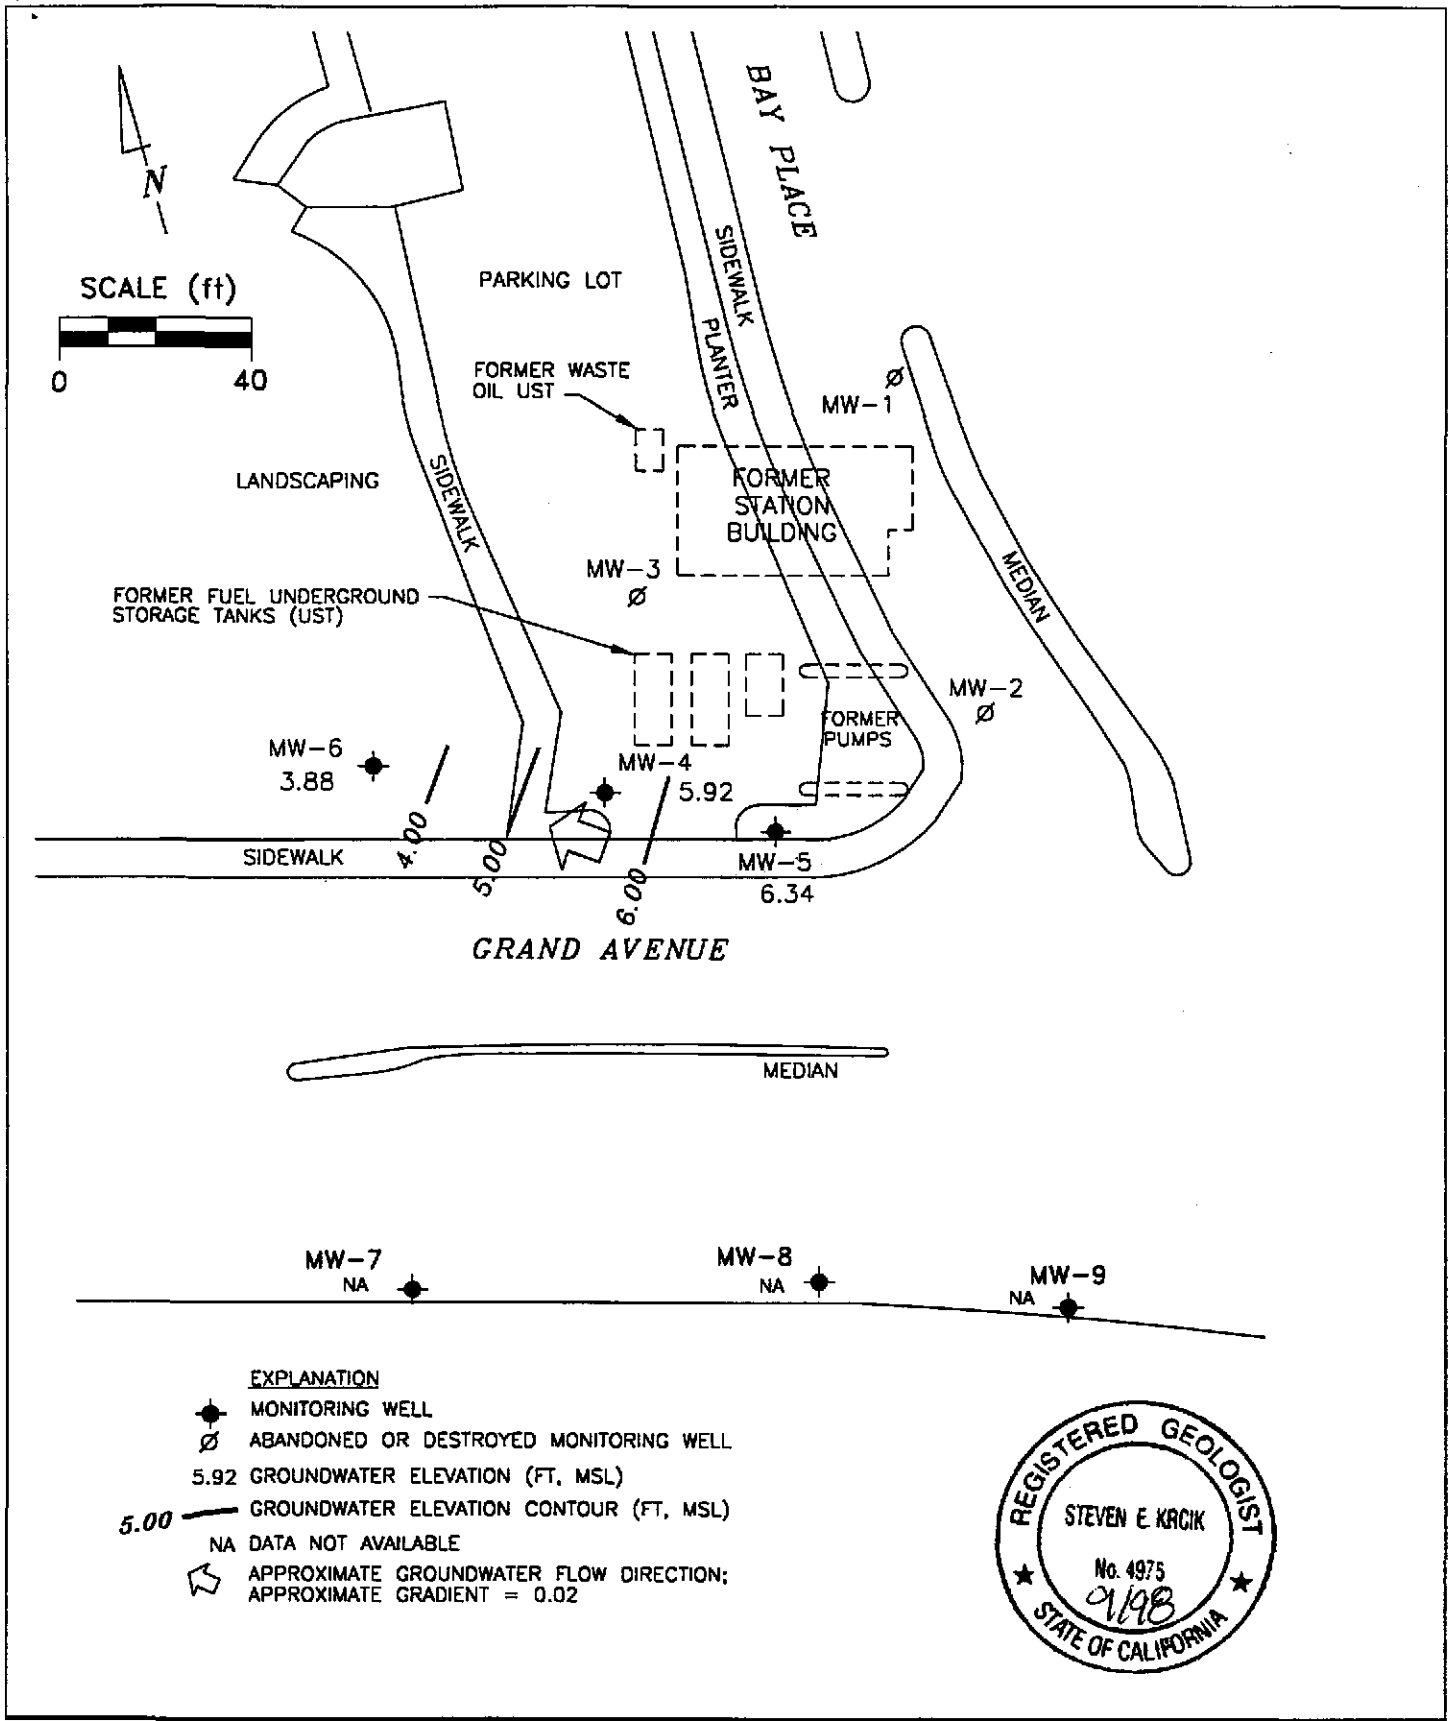 BAY PLACE
N
SCALE (ft)
0 40
PARKING LOT
SIDEWALK
PLANTER
FORMER WASTE
OIL UST
MW-1
LANDSCAPING
SIDEWALK
FORMER
STATION
BUILDING
MEDIAN
MW-3
FORMER FUEL UNDERGROUND
STORAGE TANKS (UST)
MW-2
FORMER
PUMPS
MW-6
3.88
MW-4
5.92
4.00
5.00
6.00
SIDEWALK
MW-5
6.34
GRAND AVENUE
MEDIAN
MW-7
NA
MW-8
NA
MW-9
NA
EXPLANATION
MONITORING WELL
ABANDONED OR DESTROYED MONITORING WELL
5.92 GROUNDWATER ELEVATION (FT, MSL)
5.00 GROUNDWATER ELEVATION CONTOUR (FT, MSL)
NA DATA NOT AVAILABLE
APPROXIMATE GROUNDWATER FLOW DIRECTION;
APPROXIMATE GRADIENT = 0.02
REGISTERED GEOLOGIST
STEVEN E. KRCIK
No. 4975
9/98
STATE OF CALIFORNIA